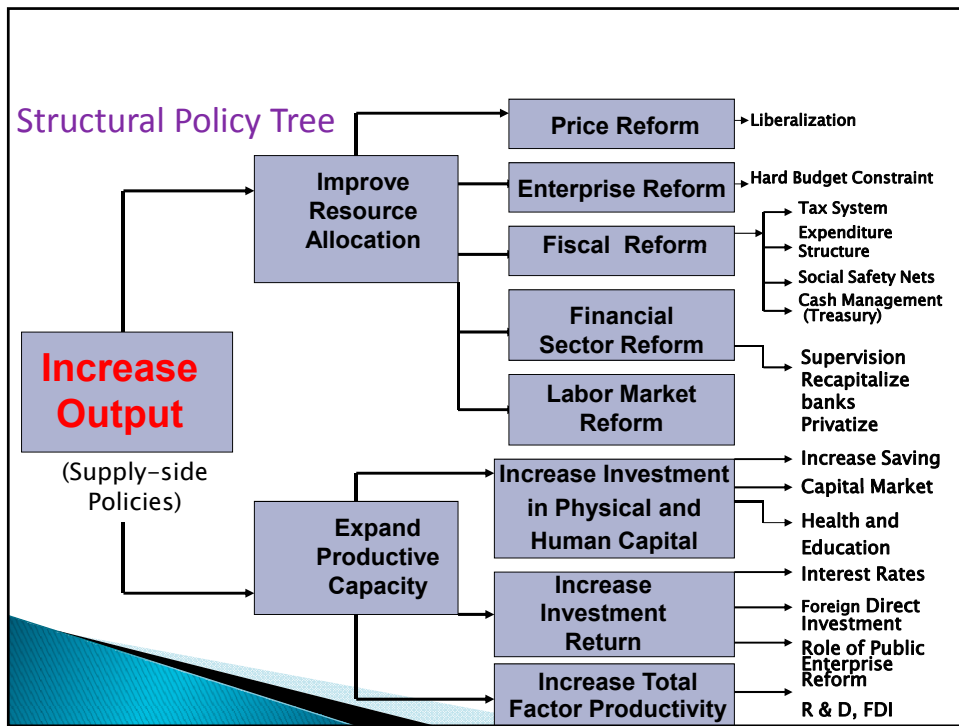 Structural Policy Tree
Increase
Output
(Supply-side
Policies)
Improve
Resource
Allocation
Price Reform
Liberalization
Enterprise Reform
Hard Budget Constraint
Fiscal Reform
Tax System
Expenditure
Structure
Social Safety Nets
Cash Management
(Treasury)
Financial
Sector Reform
Supervision
Recapitalize
banks
Privatize
Labor Market
Reform
Expand
Productive
Capacity
Increase Investment
in Physical and
Human Capital
Increase Saving
Capital Market
Health and
Education
Increase
Investment
Return
Interest Rates
Foreign Direct
Investment
Role of Public
Enterprise
Reform
Increase Total
Factor Productivity
R & D, FDI